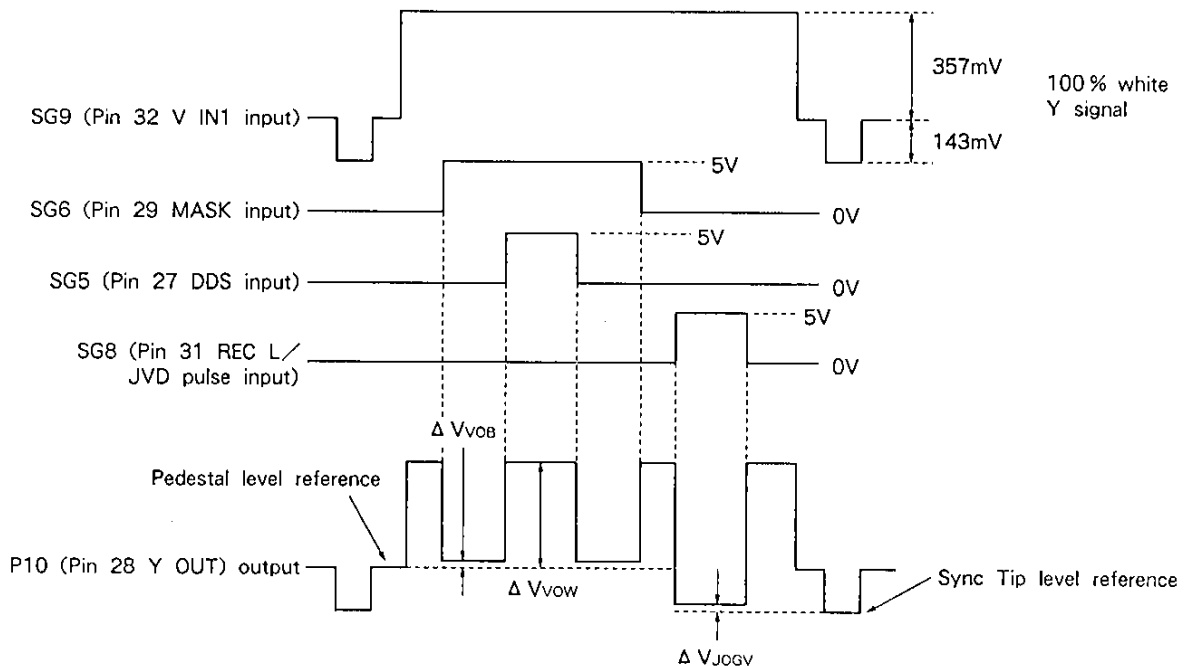 357mV
100% white
Y signal
SG9 (Pin 32 V IN1 input)
143mV
5V
SG6 (Pin 29 MASK input)
0V
5V
SG5 (Pin 27 DDS input)
0V
5V
SG8 (Pin 31 REC L/
JVD pulse input)
0V
Δ VVOB
Pedestal level reference
P10 (Pin 28 Y OUT) output
Δ VVOW
Sync Tip level reference
Δ VJOGV